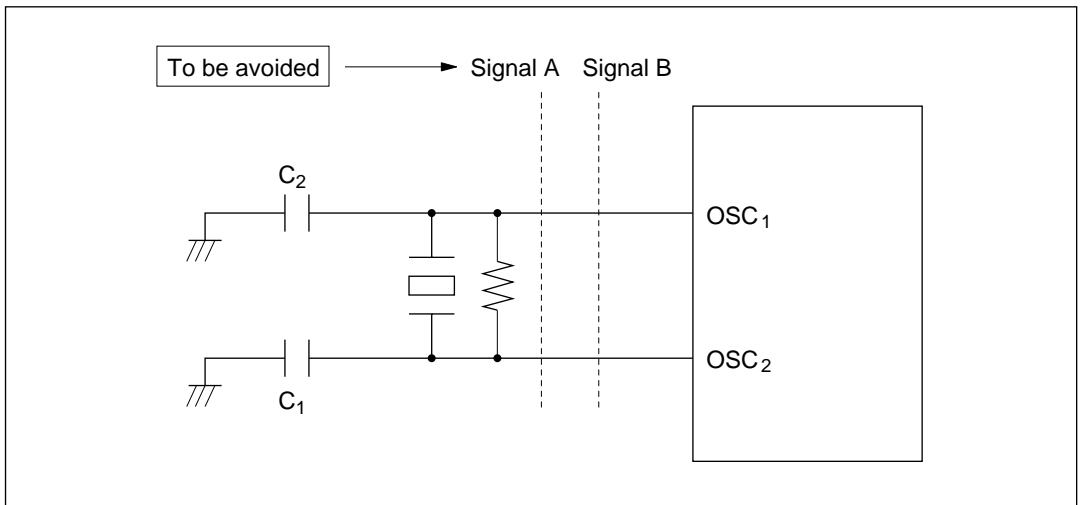 To be avoided
Signal A
Signal B
C2
OSC1
OSC2
C1